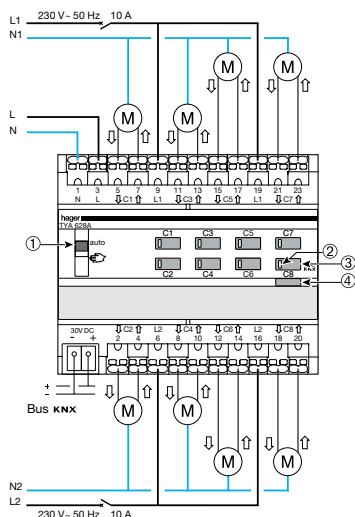 L1 230 V~ 50 Hz 10 A
N1
M M
M M
L
N
1 3 5 7 9 11 13 15 17 19 21 23
N L ⇩C1⇧ L1 ⇩C3⇧ ⇩C5⇧ L1 ⇩C7⇧
hager
TYA 628A
① auto
C1 C3 C5 C7
②
③
KNX
C2 C4 C6 C8
④
30V DC ⇩C2⇧ L2 ⇩C4⇧ ⇩C6⇧ L2 ⇩C8⇧
- + 2 4 6 8 10 12 14 16 18 20
+
-
Bus KNX
M M
M M
N2
L2
230 V~ 50 Hz 10 A